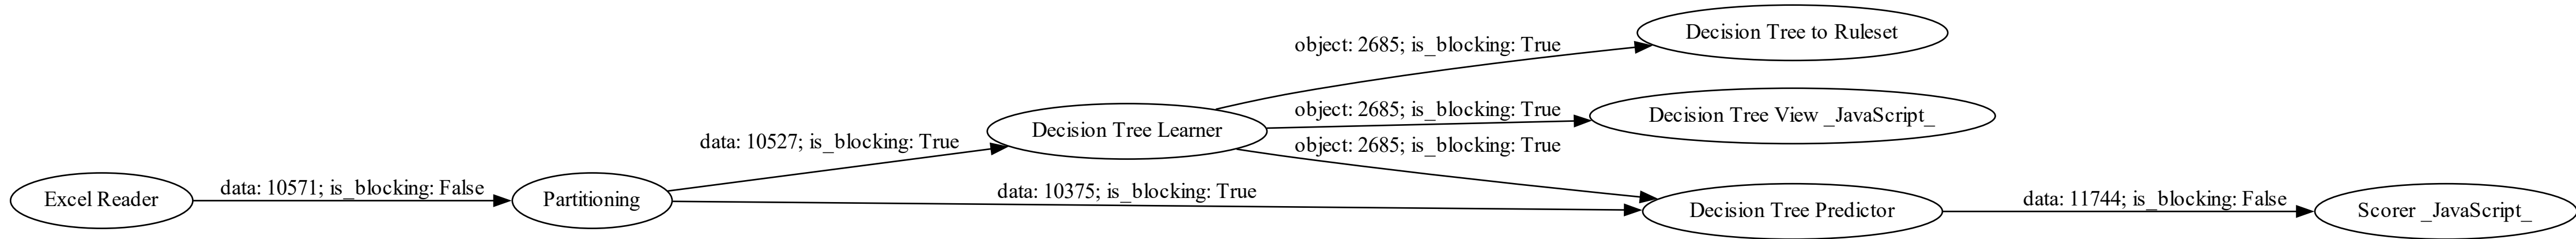 Decision Tree to Ruleset
object: 2685; is_blocking: True
object: 2685; is_blocking: True
Decision Tree View _JavaScript_
Decision Tree Learner
data: 10527; is_blocking: True
object: 2685; is_blocking: True
Excel Reader
data: 10571; is_blocking: False
Partitioning
data: 10375; is_blocking: True
Decision Tree Predictor
data: 11744; is_blocking: False
Scorer _JavaScript_